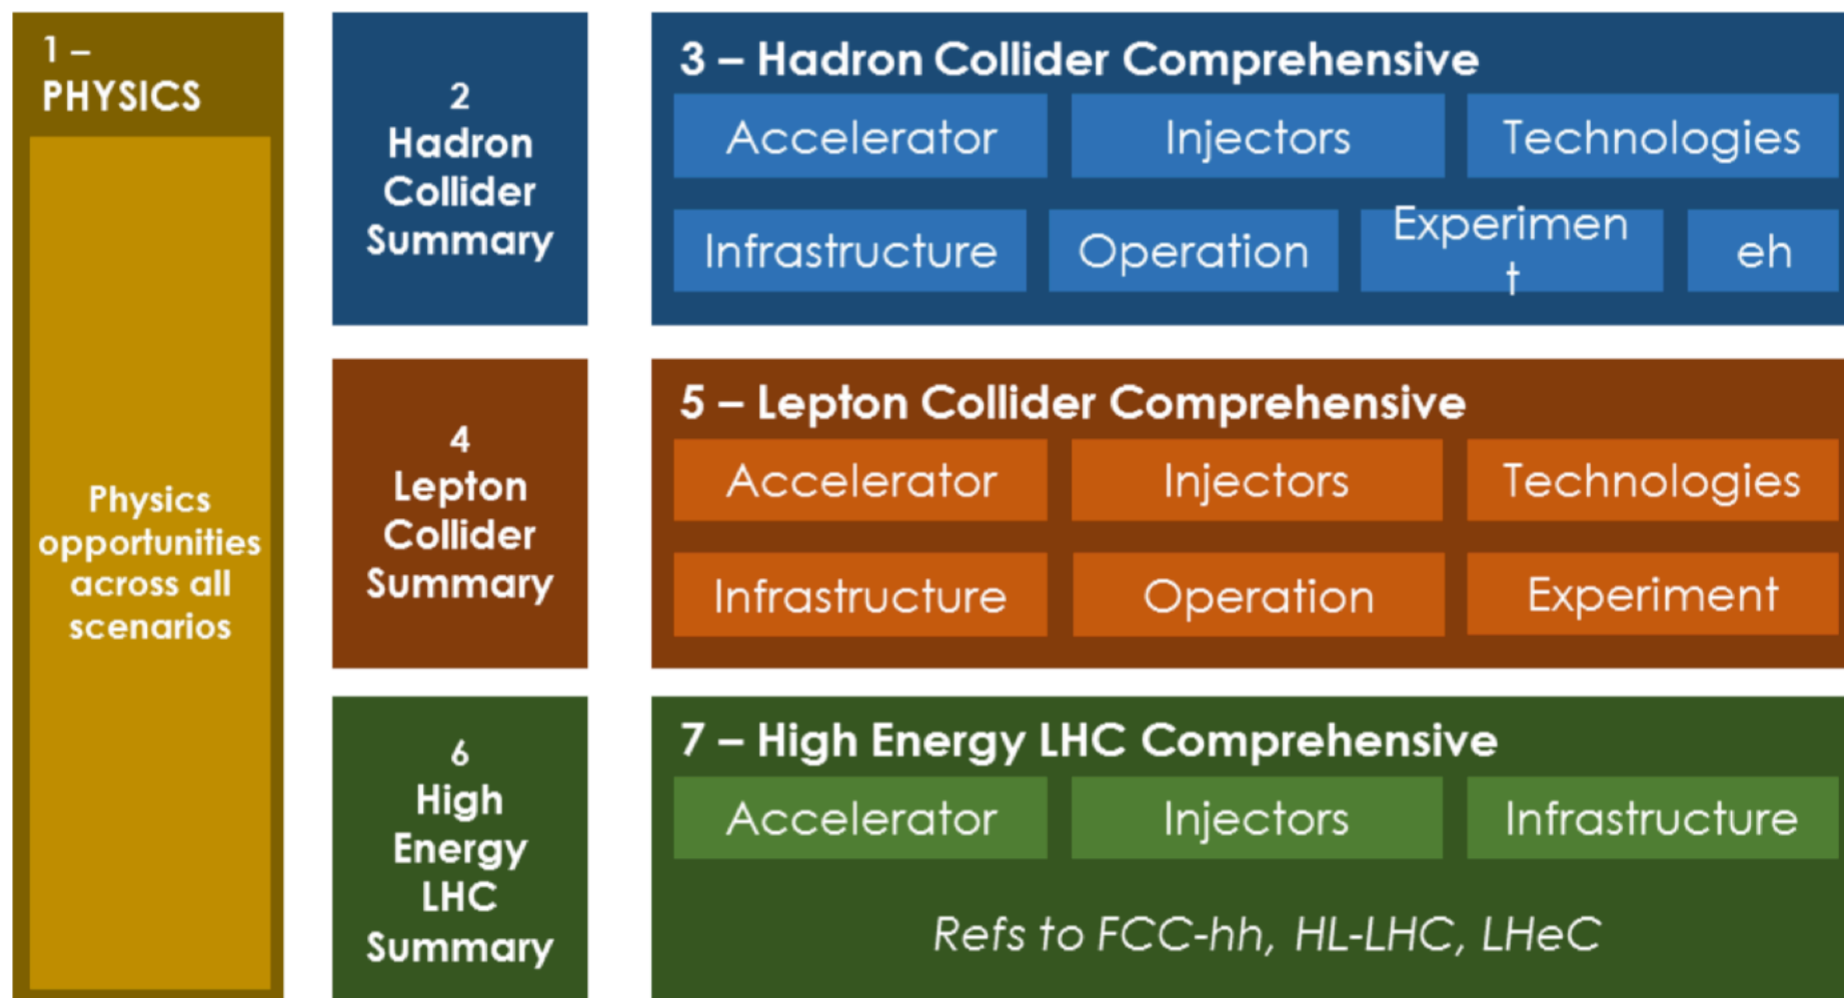 1 –
PHYSICS
Physics
opportunities
across all
scenarios
2
Hadron
Collider
Summary
3 – Hadron Collider Comprehensive
Accelerator
Injectors
Technologies
Infrastructure
Operation
Experimen
t
eh
4
Lepton
Collider
Summary
5 – Lepton Collider Comprehensive
Accelerator
Injectors
Technologies
Infrastructure
Operation
Experiment
6
High
Energy
LHC
Summary
7 – High Energy LHC Comprehensive
Accelerator
Injectors
Infrastructure
Refs to FCC-hh, HL-LHC, LHeC